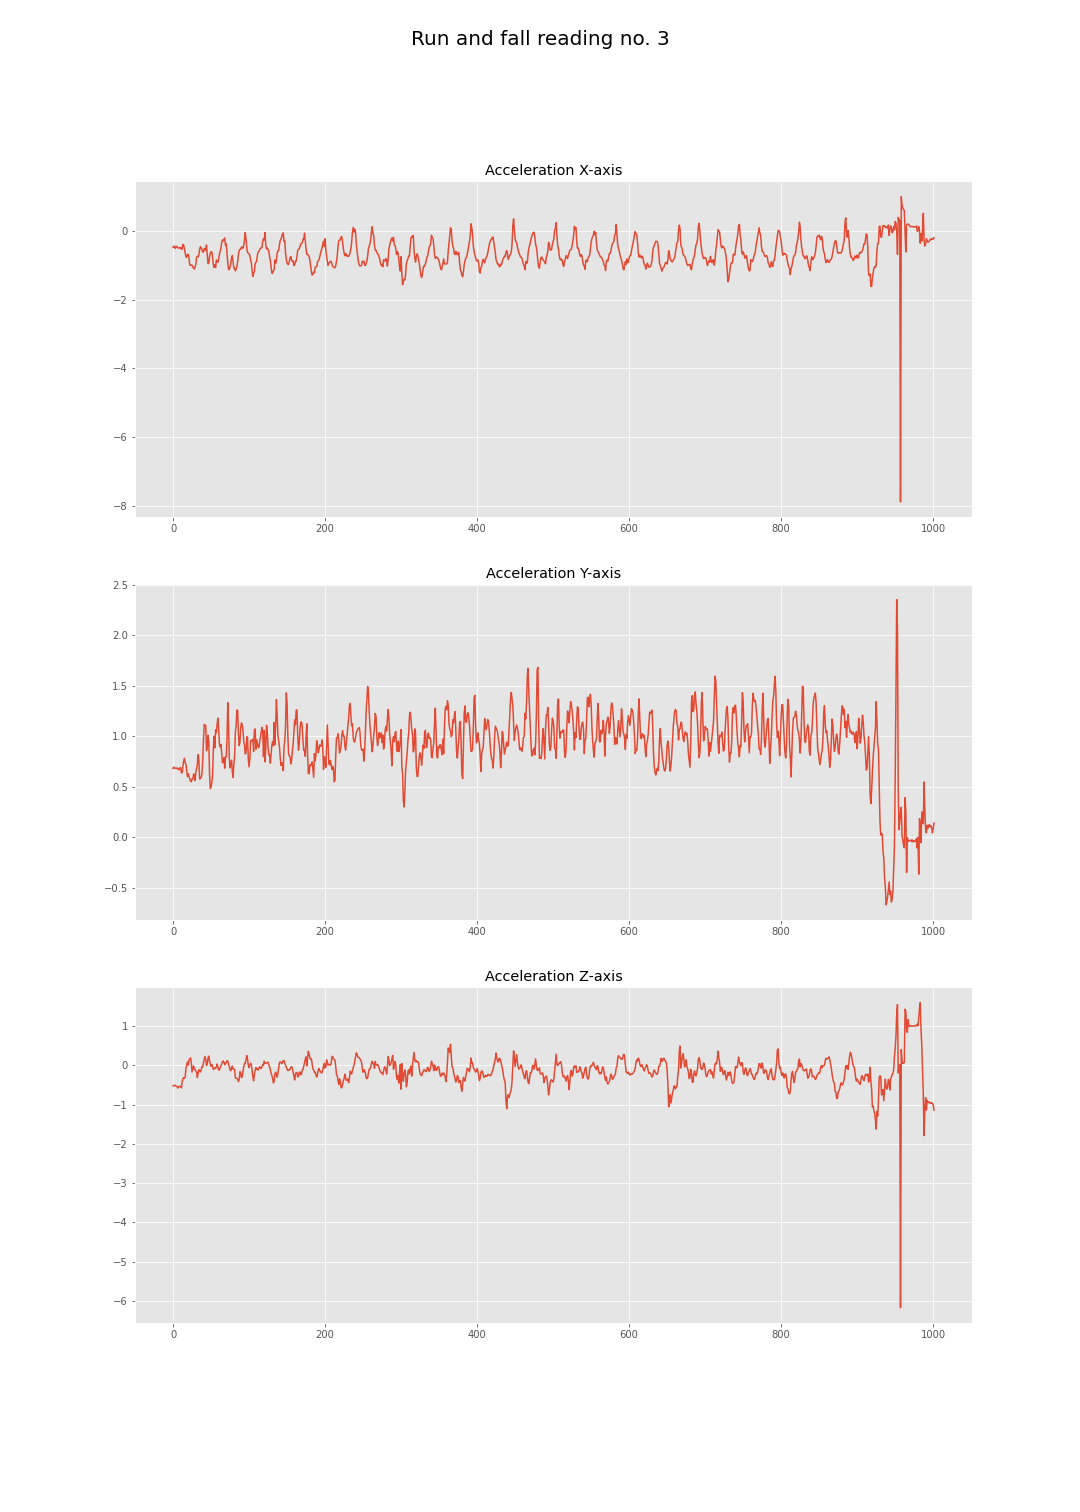 Run and fall reading no. 3
Acceleration X-axis
0
−2
−4
−6
−8
0 200 400 600 800 1000
Acceleration Y-axis
2.5
2.0
1.5
1.0
0.5
0.0
−0.5
0 200 400 600 800 1000
Acceleration Z-axis
1
0
−1
−2
−3
−4
−5
−6
0 200 400 600 800 1000